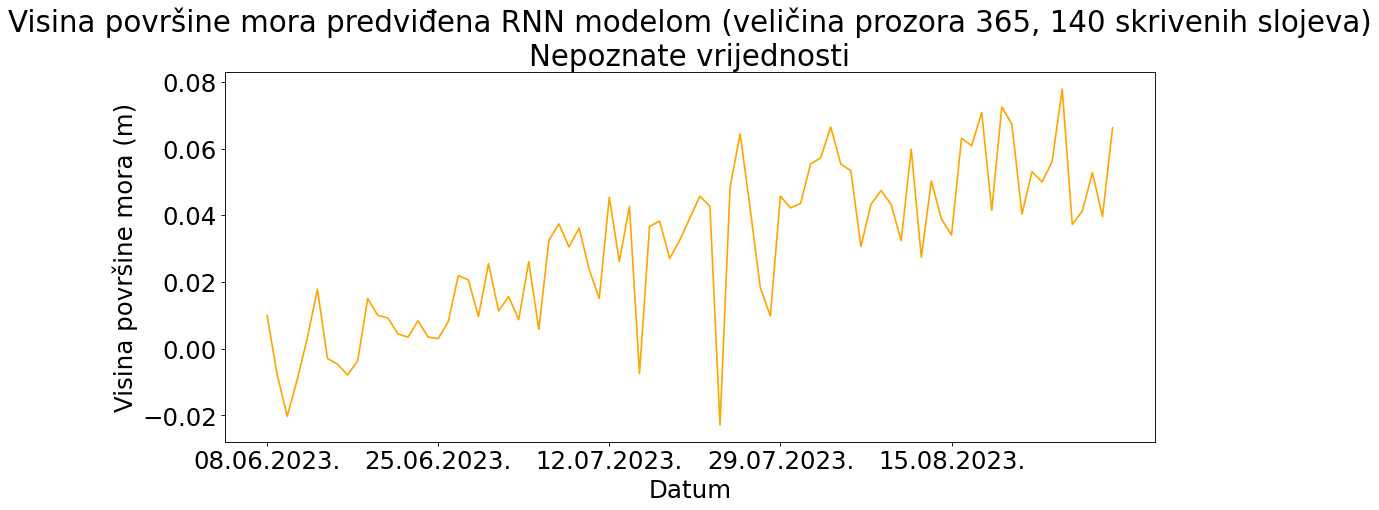 Visina površine mora predviđena RNN modelom (veličina prozora 365, 140 skrivenih slojeva)
Nepoznate vrijednosti
Visina površine mora (m)
0.08
0.06
0.04
0.02
0.00
−0.02
08.06.2023. 25.06.2023. 12.07.2023. 29.07.2023. 15.08.2023.
Datum